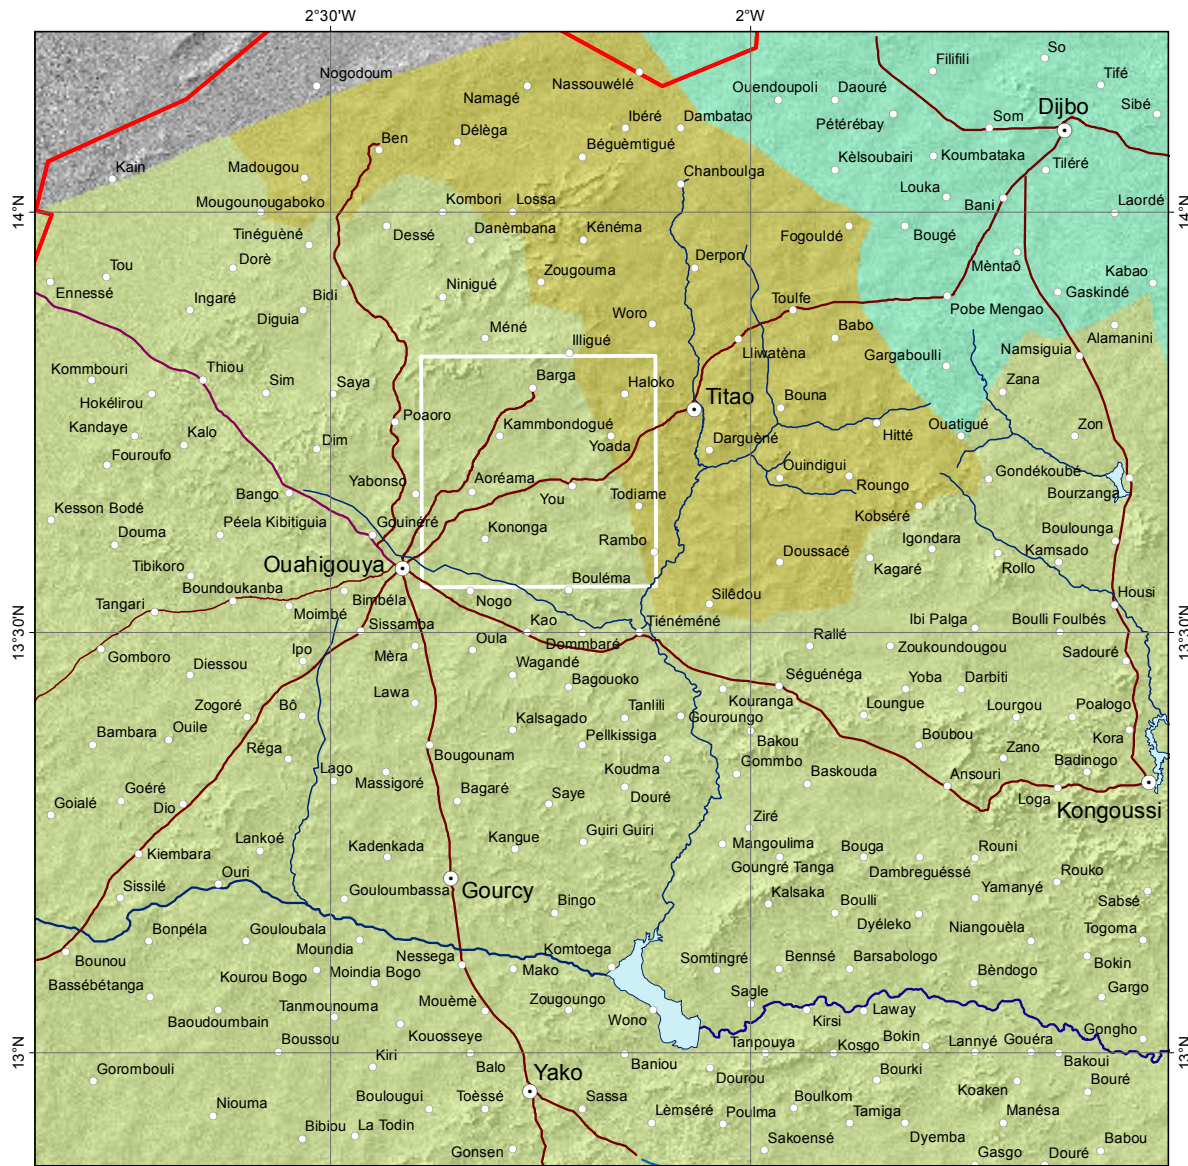 2°30'W 2°W
So
Filifili
Nogodoum
Nassouwélé
Tifé
Ouendoupoli Daouré
Namagé
Sibé
Dijbo
Ibéré Dambatao
Pétérébay
Som
Délèga
Ben
Béguèmtigué
Kèlsoubairi Koumbataka
Kain
Madougou
Chanboulga
Tiléré
Louka
Bani
Laordé
14°N 14°N
Mougounougaboko
Kombori Lossa
Tinéguèné
Dessé
Danèmbana
Kénéma
Fogouldé
Bougé
Dorè
Derpon
Mèntaô
Tou
Zougouma
Kabao
Ennessé
Ninigué
Gaskindé
Ingaré
Bidi
Toulfe
Pobe Mengao
Diguia
Woro
Méné
Babo
Alamanini
Illigué
Lliwatèna
Gargaboulli
Namsiguia
Kommbouri
Thiou
Sim
Saya
Barga
Haloko
Zana
Hokélirou
Titao
Bouna
Poaoro
Kandaye
Kalo
Kammbondogué
Yoada
Hitté
Ouatigué
Zon
Dim
Fouroufo
Darguèné
Ouindigui
Gondékoubé
Bango
Yabonso
Aoréama
You
Todiame
Roungo
Bourzanga
Kesson Bodé
Péela Kibitiguia
Gouinéré
Kononga
Kobséré
Douma
Rambo
Igondara
Boulounga
Ouahigouya
Doussacé
Kagaré
Rollo
Kamsado
Tibikoro
Bouléma
Boundoukanba
Bimbéla
Nogo
Silêdou
Housi
Tangari
Moimbé
Sissamba
Kao
Tiénéméné
Ibi Palga
Boulli Foulbés
13°30'N 13°30'N
Oula
Dommbaré
Rallé
Zoukoundougou
Gomboro
Diessou
Ipo
Mèra
Wagandé
Séguénéga
Sadouré
Bagouoko
Yoba
Darbiti
Zogoré
Bô
Lawa
Kouranga
Tanlili
Loungue
Lourgou
Poalogo
Kalsagado
Gouroungo
Bambara
Ouile
Réga
Bougounam
Pellkissiga
Bakou
Boubou
Zano
Kora
Lago
Massigoré
Koudma
Gommbo
Baskouda
Badinogo
Goialé
Goéré
Dio
Bagaré
Saye
Douré
Ansouri
Loga
Kongoussi
Lankoé
Kangue
Guiri Guiri
Ziré
Mangoulima
Kiembara
Kadenkada
Bouga
Rouni
Goungré Tanga
Dambreguéssé
Ouri
Rouko
Sissilé
Gouloumbassa
Gourcy
Kalsaka
Yamanyé
Sabsé
Bingo
Boulli
Bonpéla
Gouloubala
Dyéleko
Niangouèla
Togoma
Moundia
Komtoega
Bounou
Nessega
Somtingré
Bennsé
Barsabologo
Bokin
Kourou Bogo
Moindia Bogo
Mako
Bèndogo
Bassébétanga
Sagle
Gargo
Tanmounouma
Mouèmè
Zougoungo
Baoudoumbain
Wono
Kirsi
Laway
Kouosseye
Gongho
Boussou
Tanpouya
Bokin
13°N 13°N
Kiri
Balo
Baniou
Kosgo
Lannyé
Gouéra
Bakoui
Gorombouli
Yako
Dourou
Bourki
Koaken
Bouré
Niouma
Boulougui
Toèssé
Sassa
Lèmséré
Poulma
Boulkom
Tamiga
Manésa
Bibiou
La Todin
Dyemba
Gonsen
Sakoensé
Gasgo
Douré
Babou